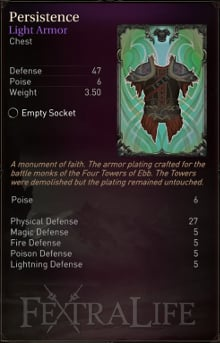 Persistence
Light Armor
Chest
Defense 47
Poise 6
Weight 3.50
Empty Socket
A monument of faith. The armor plating crafted for the
battle monks of the Four Towers of Ebb. The Towers
were demolished but the plating remained untouched.
Poise 6
Physical Defense 27
Magic Defense 5
Fire Defense 5
Poison Defense 5
Lightning Defense 5
FEXTRALIFE